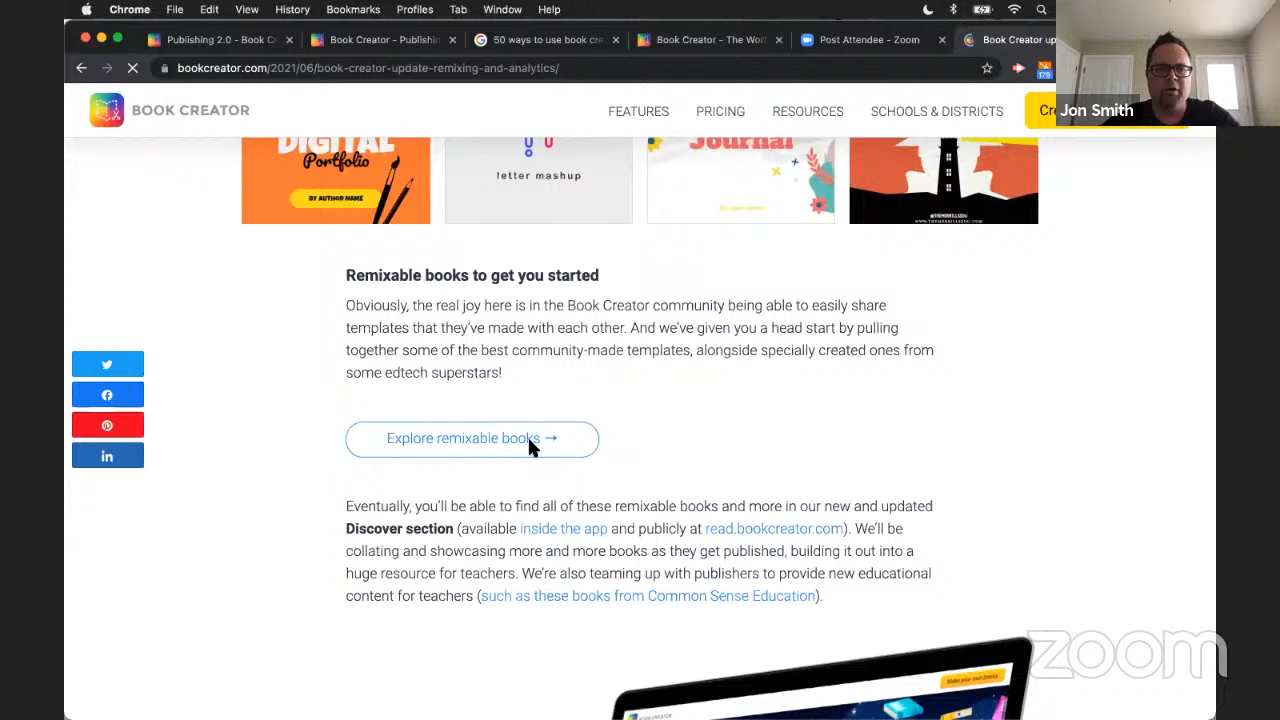 Chrome File Edit View History Bookmarks Profiles Tab Window Help
Publishing 2.0 - Book C
Book Creator - Publishin
50 ways to use book cre
Book Creator - The Worl
Post Attendee - Zoom
Book Creator up
bookcreator.com/2021/06/book-creator-update-remixing-and-analytics/
179
Jon Smith
BOOK CREATOR
FEATURES PRICING RESOURCES SCHOOLS & DISTRICTS
DIGITAL
Portfolio
BY AUTHOR NAME
letter mashup
Journal
Remixable books to get you started
Obviously, the real joy here is in the Book Creator community being able to easily share
templates that they've made with each other. And we've given you a head start by pulling
together some of the best community-made templates, alongside specially created ones from
some edtech superstars!
Explore remixable books →
Eventually, you'll be able to find all of these remixable books and more in our new and updated
Discover section (available inside the app and publicly at read.bookcreator.com). We'll be
collating and showcasing more and more books as they get published, building it out into a
huge resource for teachers. We're also teaming up with publishers to provide new educational
content for teachers (such as these books from Common Sense Education).
Make your own books
BOOK CREATOR
zoom